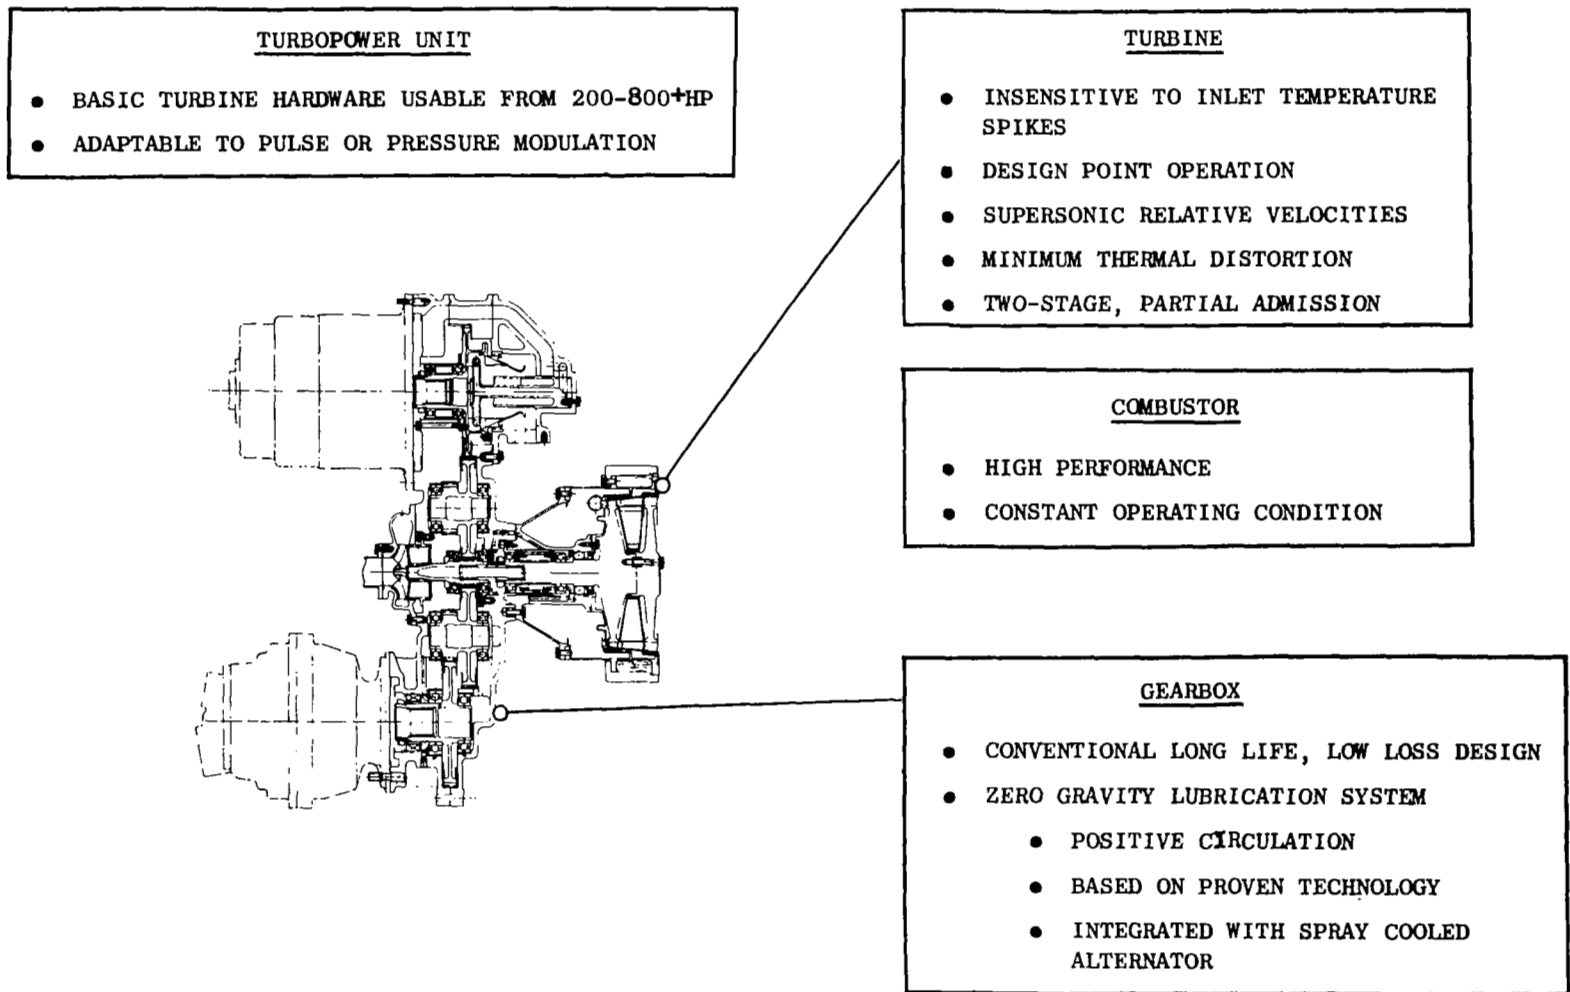 TURBOPOWER UNIT
● BASIC TURBINE HARDWARE USABLE FROM 200-800+HP
● ADAPTABLE TO PULSE OR PRESSURE MODULATION
TURBINE
● INSENSITIVE TO INLET TEMPERATURE
SPIKES
● DESIGN POINT OPERATION
● SUPERSONIC RELATIVE VELOCITIES
● MINIMUM THERMAL DISTORTION
● TWO-STAGE, PARTIAL ADMISSION
COMBUSTOR
● HIGH PERFORMANCE
● CONSTANT OPERATING CONDITION
GEARBOX
● CONVENTIONAL LONG LIFE, LOW LOSS DESIGN
● ZERO GRAVITY LUBRICATION SYSTEM
● POSITIVE CIRCULATION
● BASED ON PROVEN TECHNOLOGY
● INTEGRATED WITH SPRAY COOLED
ALTERNATOR